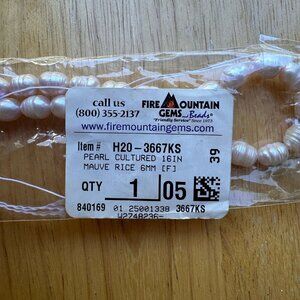 call us
(800) 355-2137
FIRE MOUNTAIN
GEMS and Beads®
"Friendly Service" Since 1973
www.firemountaingems.com
Item # H20-3667KS
PEARL CULTURED 16IN
MAUVE RICE 6MM [F]
39
QTY 1 05
840169 01 25001338 3667KS
W2748236-